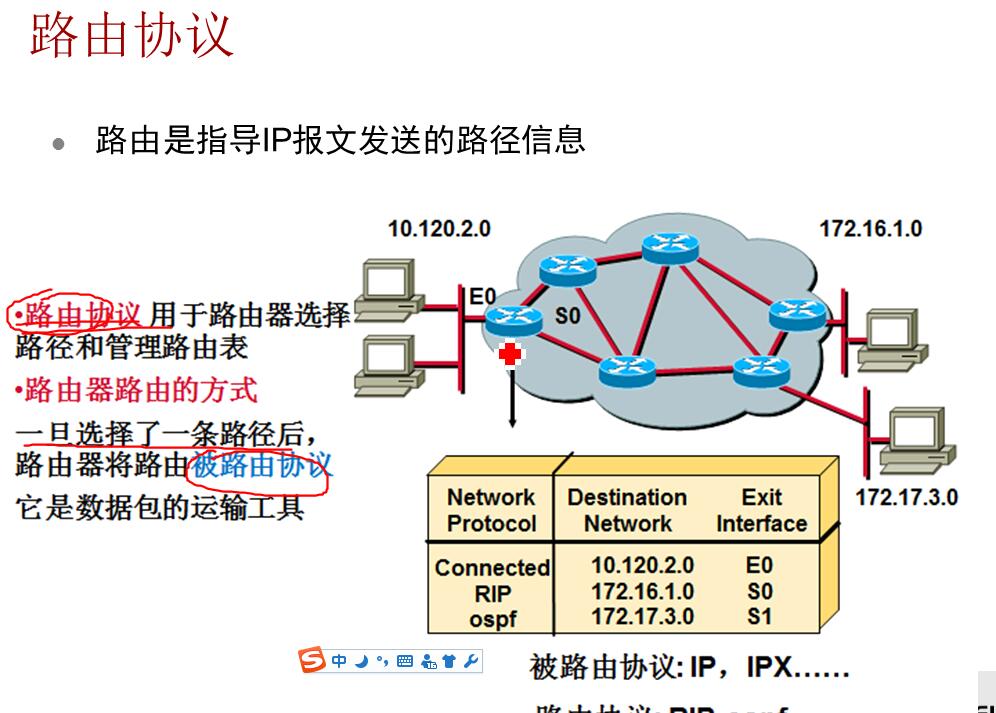 路由协议
● 路由是指导IP报文发送的路径信息
10.120.2.0
172.16.1.0
E0
S0
•路由协议 用于路由器选择
路径和管理路由表
•路由器路由的方式
一旦选择了一条路径后，
路由器将路由被路由协议
它是数据包的运输工具
172.17.3.0
Network Protocol
Destination Network
Exit Interface
Connected 10.120.2.0 E0
RIP 172.16.1.0 S0
ospf 172.17.3.0 S1
S 中
被路由协议: IP，IPX……
路由协议: RIP ospf